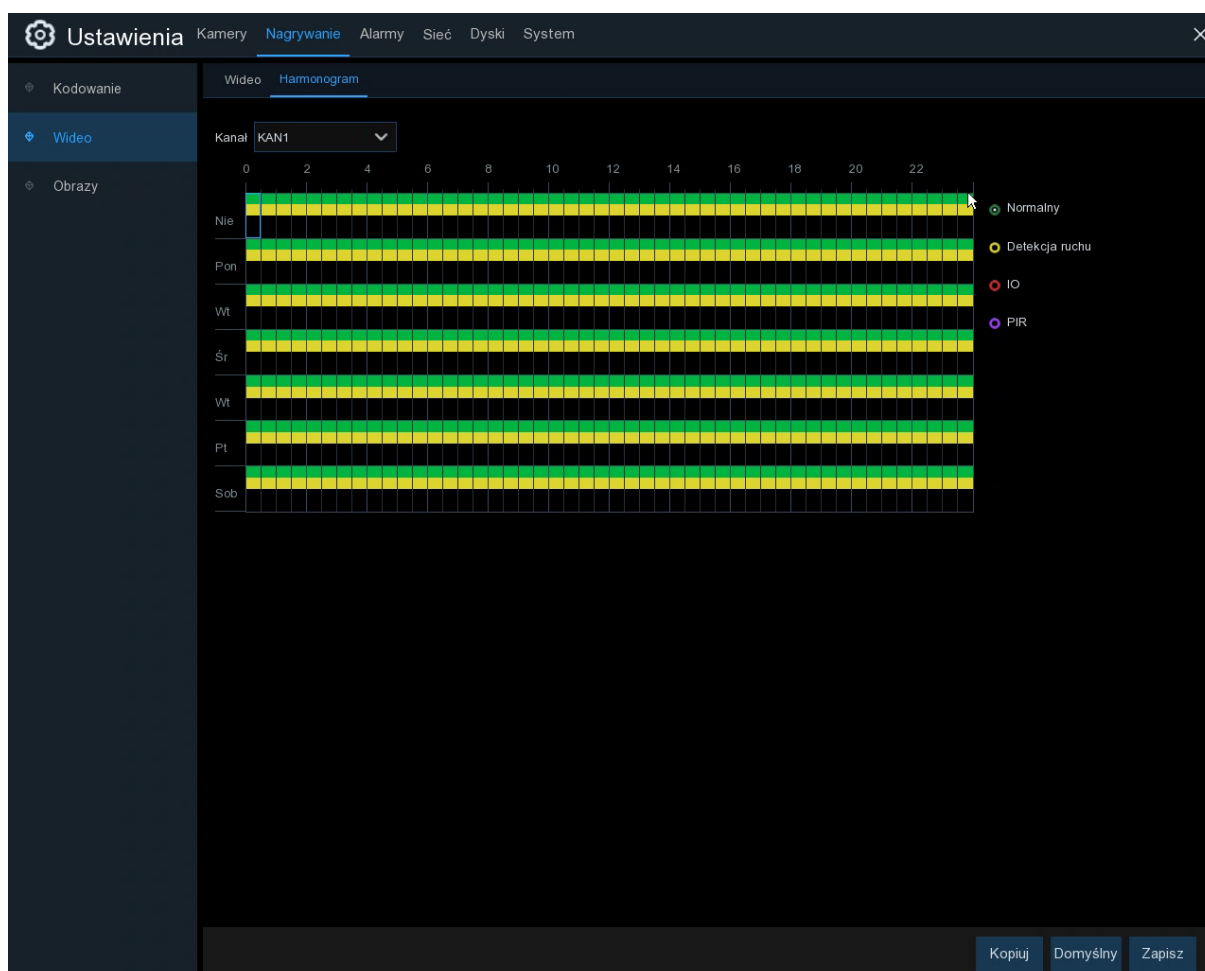 Ustawienia Kamery Nagrywanie Alarmy Sieć Dyski System
Kodowanie
Wideo
Obrazy
Wideo Harmonogram
Kanał KAN1
0 2 4 6 8 10 12 14 16 18 20 22
Nie
Pon
Wt
Śr
Wt
Pt
Sob
Normalny
Detekcja ruchu
IO
PIR
Kopiuj Domyślny Zapisz